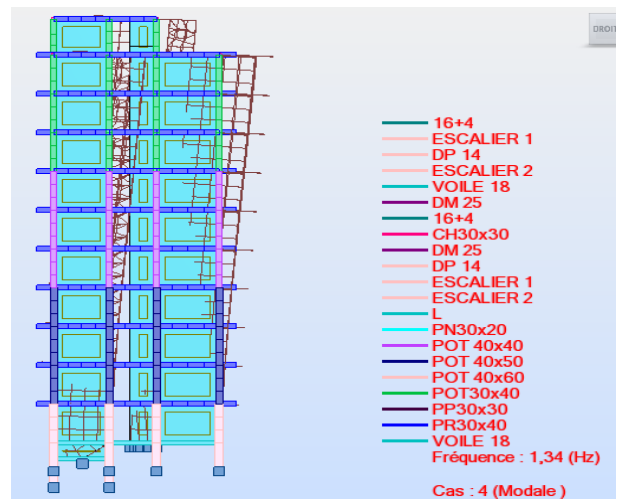 DROIT
16+4
ESCALIER 1
DP 14
ESCALIER 2
VOILE 18
DM 25
16+4
CH30x30
DM 25
DP 14
ESCALIER 1
ESCALIER 2
L
PN30x20
POT 40x40
POT 40x50
POT 40x60
POT30x40
PP30x30
PR30x40
VOILE 18
Fréquence : 1,34 (Hz)
Cas : 4 (Modale )